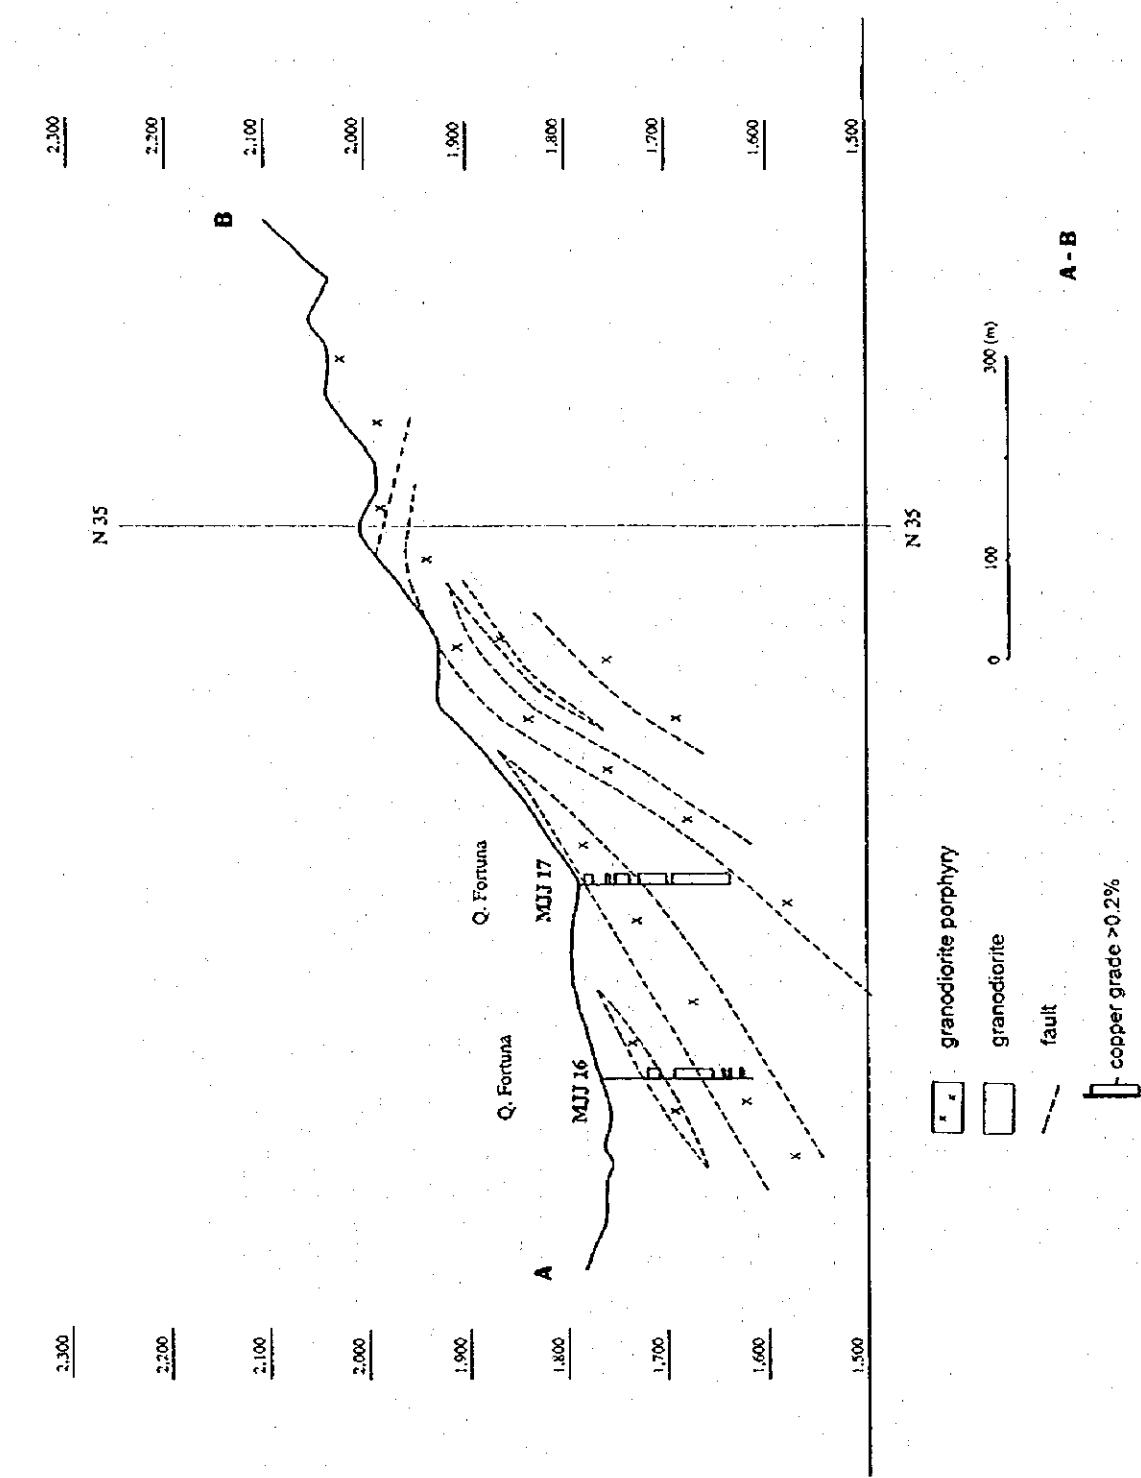 2,300
2,200
2,100
2,000
1,900
1,800
1,700
1,600
1,500
2,300
2,200
2,100
2,000
1,900
1,800
1,700
1,600
1,500
A
B
N 35
N 35
Q. Fortuna
MJJ 16
Q. Fortuna
MJJ 17
x x granodiorite porphyry
granodiorite
fault
copper grade >0.2%
0 100 300 (m)
A - B